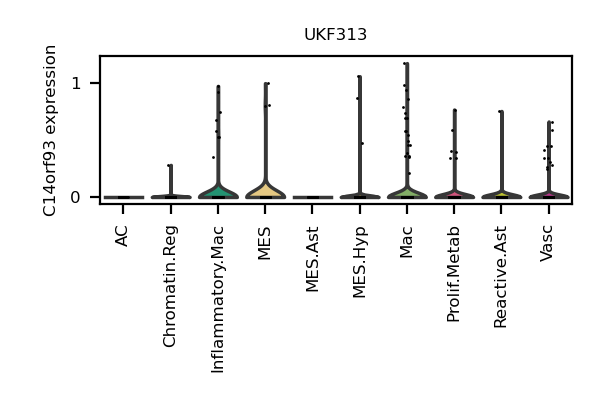 UKF313
C14orf93 expression
1
0
AC
Chromatin.Reg
Inflammatory.Mac
MES
MES.Ast
MES.Hyp
Mac
Prolif.Metab
Reactive.Ast
Vasc